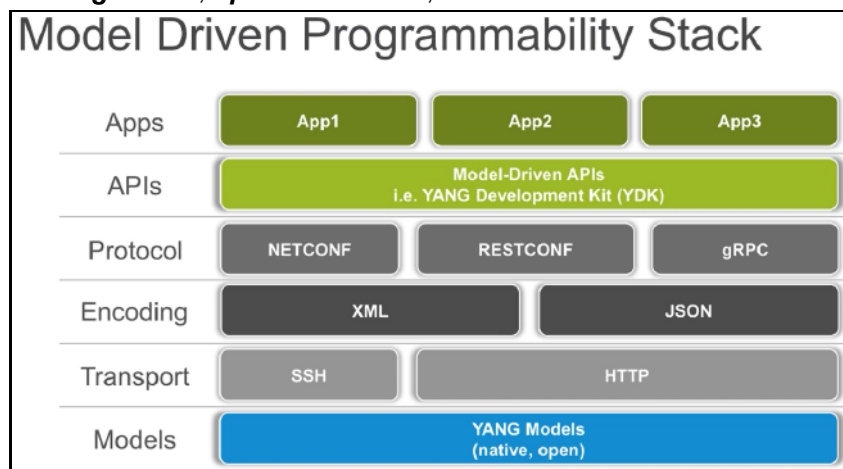 Model Driven Programmability Stack
Apps
App1
App2
App3
APIs
Model-Driven APIs
i.e. YANG Development Kit (YDK)
Protocol
NETCONF
RESTCONF
gRPC
Encoding
XML
JSON
Transport
SSH
HTTP
Models
YANG Models
(native, open)